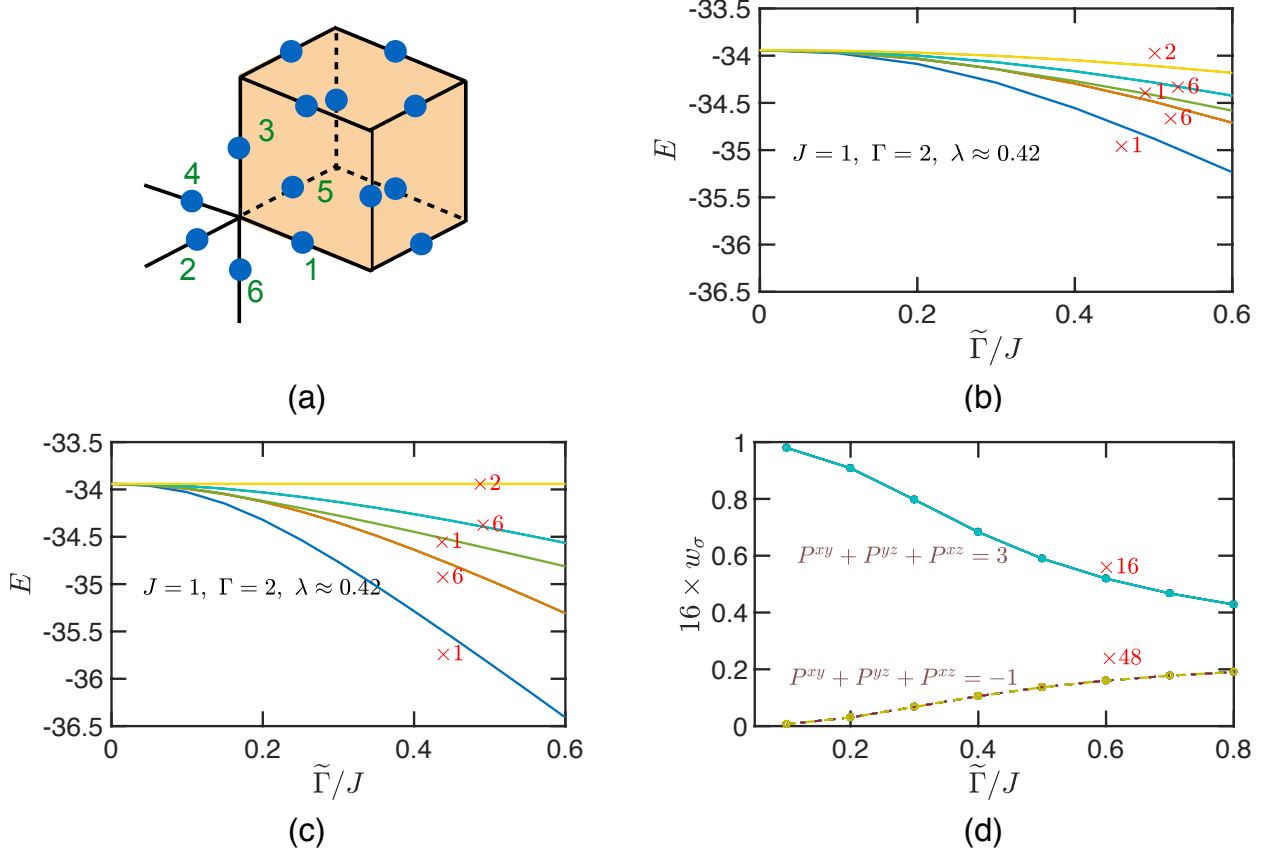 3
4
5
2
1
6
(a)
-33.5
-34
-34.5
-35
-35.5
-36
-36.5
E
×2
×6
×1
×6
×1
J = 1, Γ = 2, λ ≈ 0.42
0 0.2 0.4 0.6
Γ̃/J
(b)
-33.5
-34
-34.5
-35
-35.5
-36
-36.5
E
×2
×6
×1
×6
J = 1, Γ = 2, λ ≈ 0.42
×1
0 0.2 0.4 0.6
Γ̃/J
(c)
1
0.8
0.6
0.4
0.2
0
16 × w_σ
P^{xy} + P^{yz} + P^{xz} = 3
×16
×48
P^{xy} + P^{yz} + P^{xz} = −1
0.2 0.4 0.6 0.8
Γ̃/J
(d)